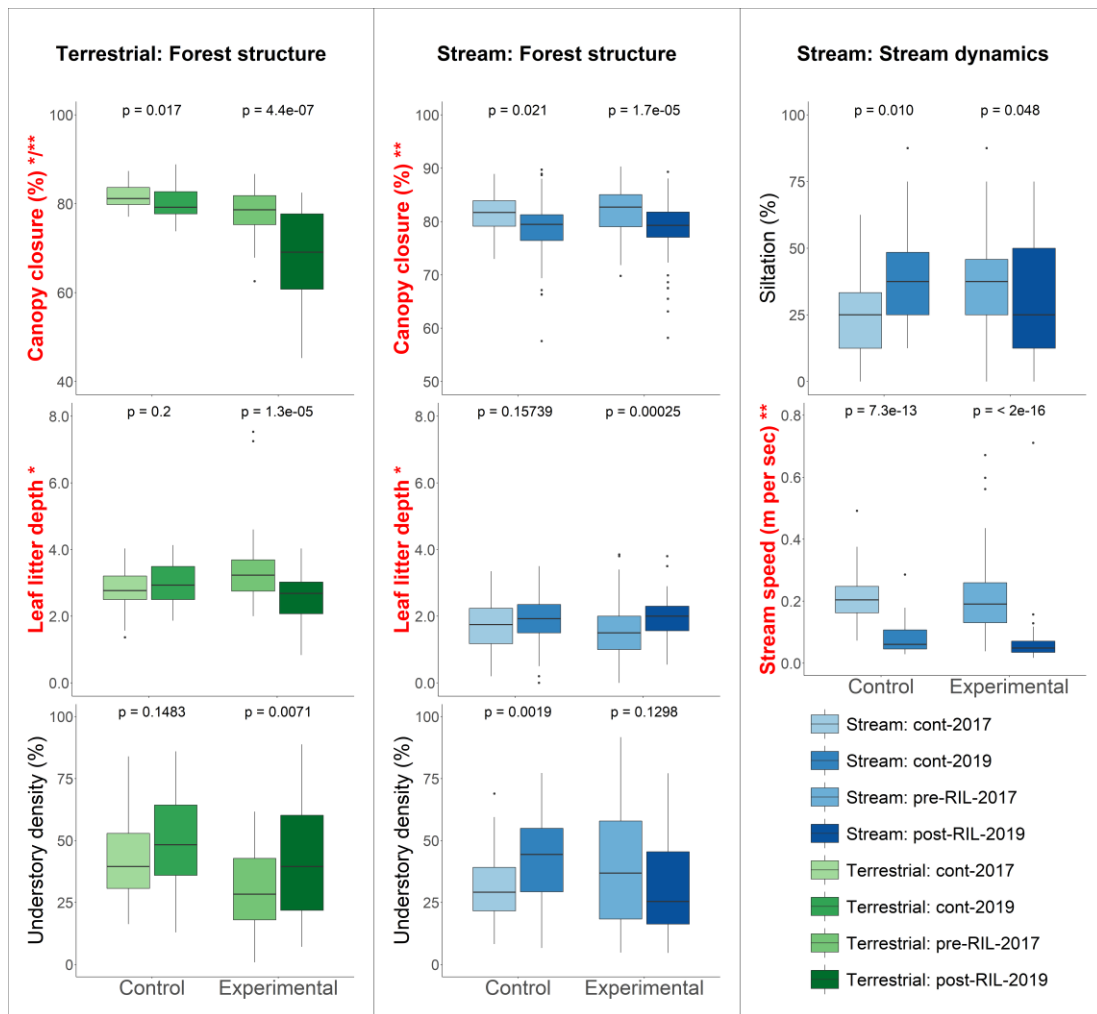 Terrestrial: Forest structure
Stream: Forest structure
Stream: Stream dynamics
Canopy closure (%) */**
100
80
60
40
p = 0.017
p = 4.4e-07
Leaf litter depth *
8.0
6.0
4.0
2.0
0.0
p = 0.2
p = 1.3e-05
Understory density (%)
100
75
50
25
0
p = 0.1483
p = 0.0071
Control
Experimental
Canopy closure (%) **
100
90
80
70
60
50
p = 0.021
p = 1.7e-05
Leaf litter depth *
8.0
6.0
4.0
2.0
0.0
p = 0.15739
p = 0.00025
Understory density (%)
100
75
50
25
0
p = 0.0019
p = 0.1298
Control
Experimental
Siltation (%)
100
75
50
25
0
p = 0.010
p = 0.048
Stream speed (m per sec) **
0.8
0.6
0.4
0.2
0.0
p = 7.3e-13
p = < 2e-16
Control
Experimental
Stream: cont-2017
Stream: cont-2019
Stream: pre-RIL-2017
Stream: post-RIL-2019
Terrestrial: cont-2017
Terrestrial: cont-2019
Terrestrial: pre-RIL-2017
Terrestrial: post-RIL-2019